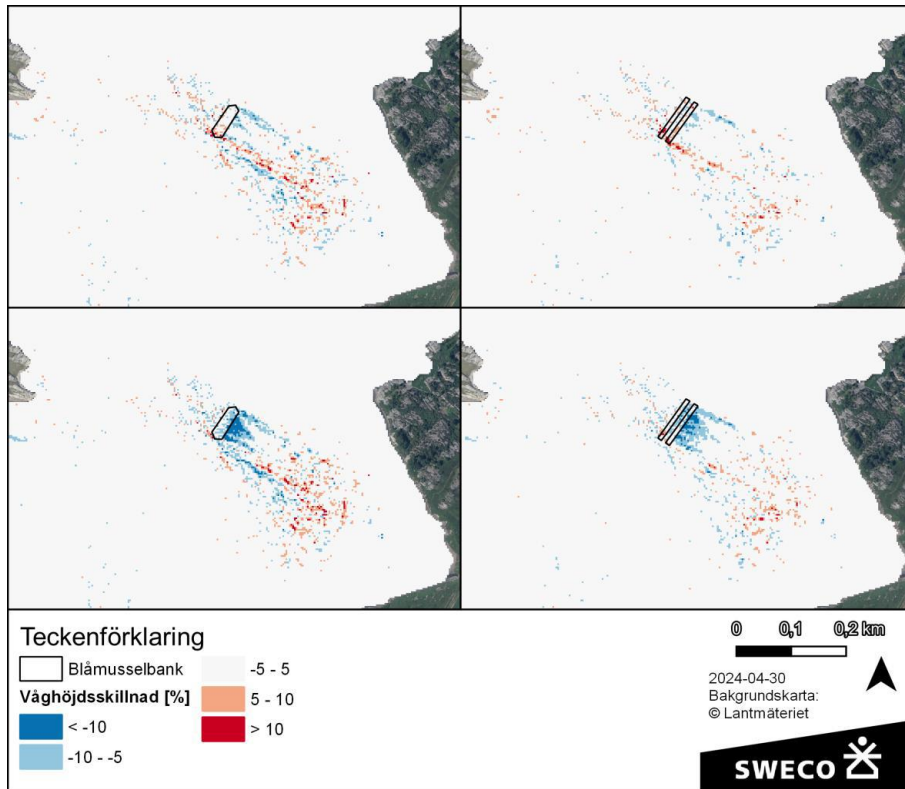 Teckenförklaring
Blåmusselbank
Våghöjdsskillnad [%]
< -10
-10 - -5
-5 - 5
5 - 10
> 10
0 0,1 0,2 km
2024-04-30
Bakgrundskarta:
© Lantmäteriet
SWECO